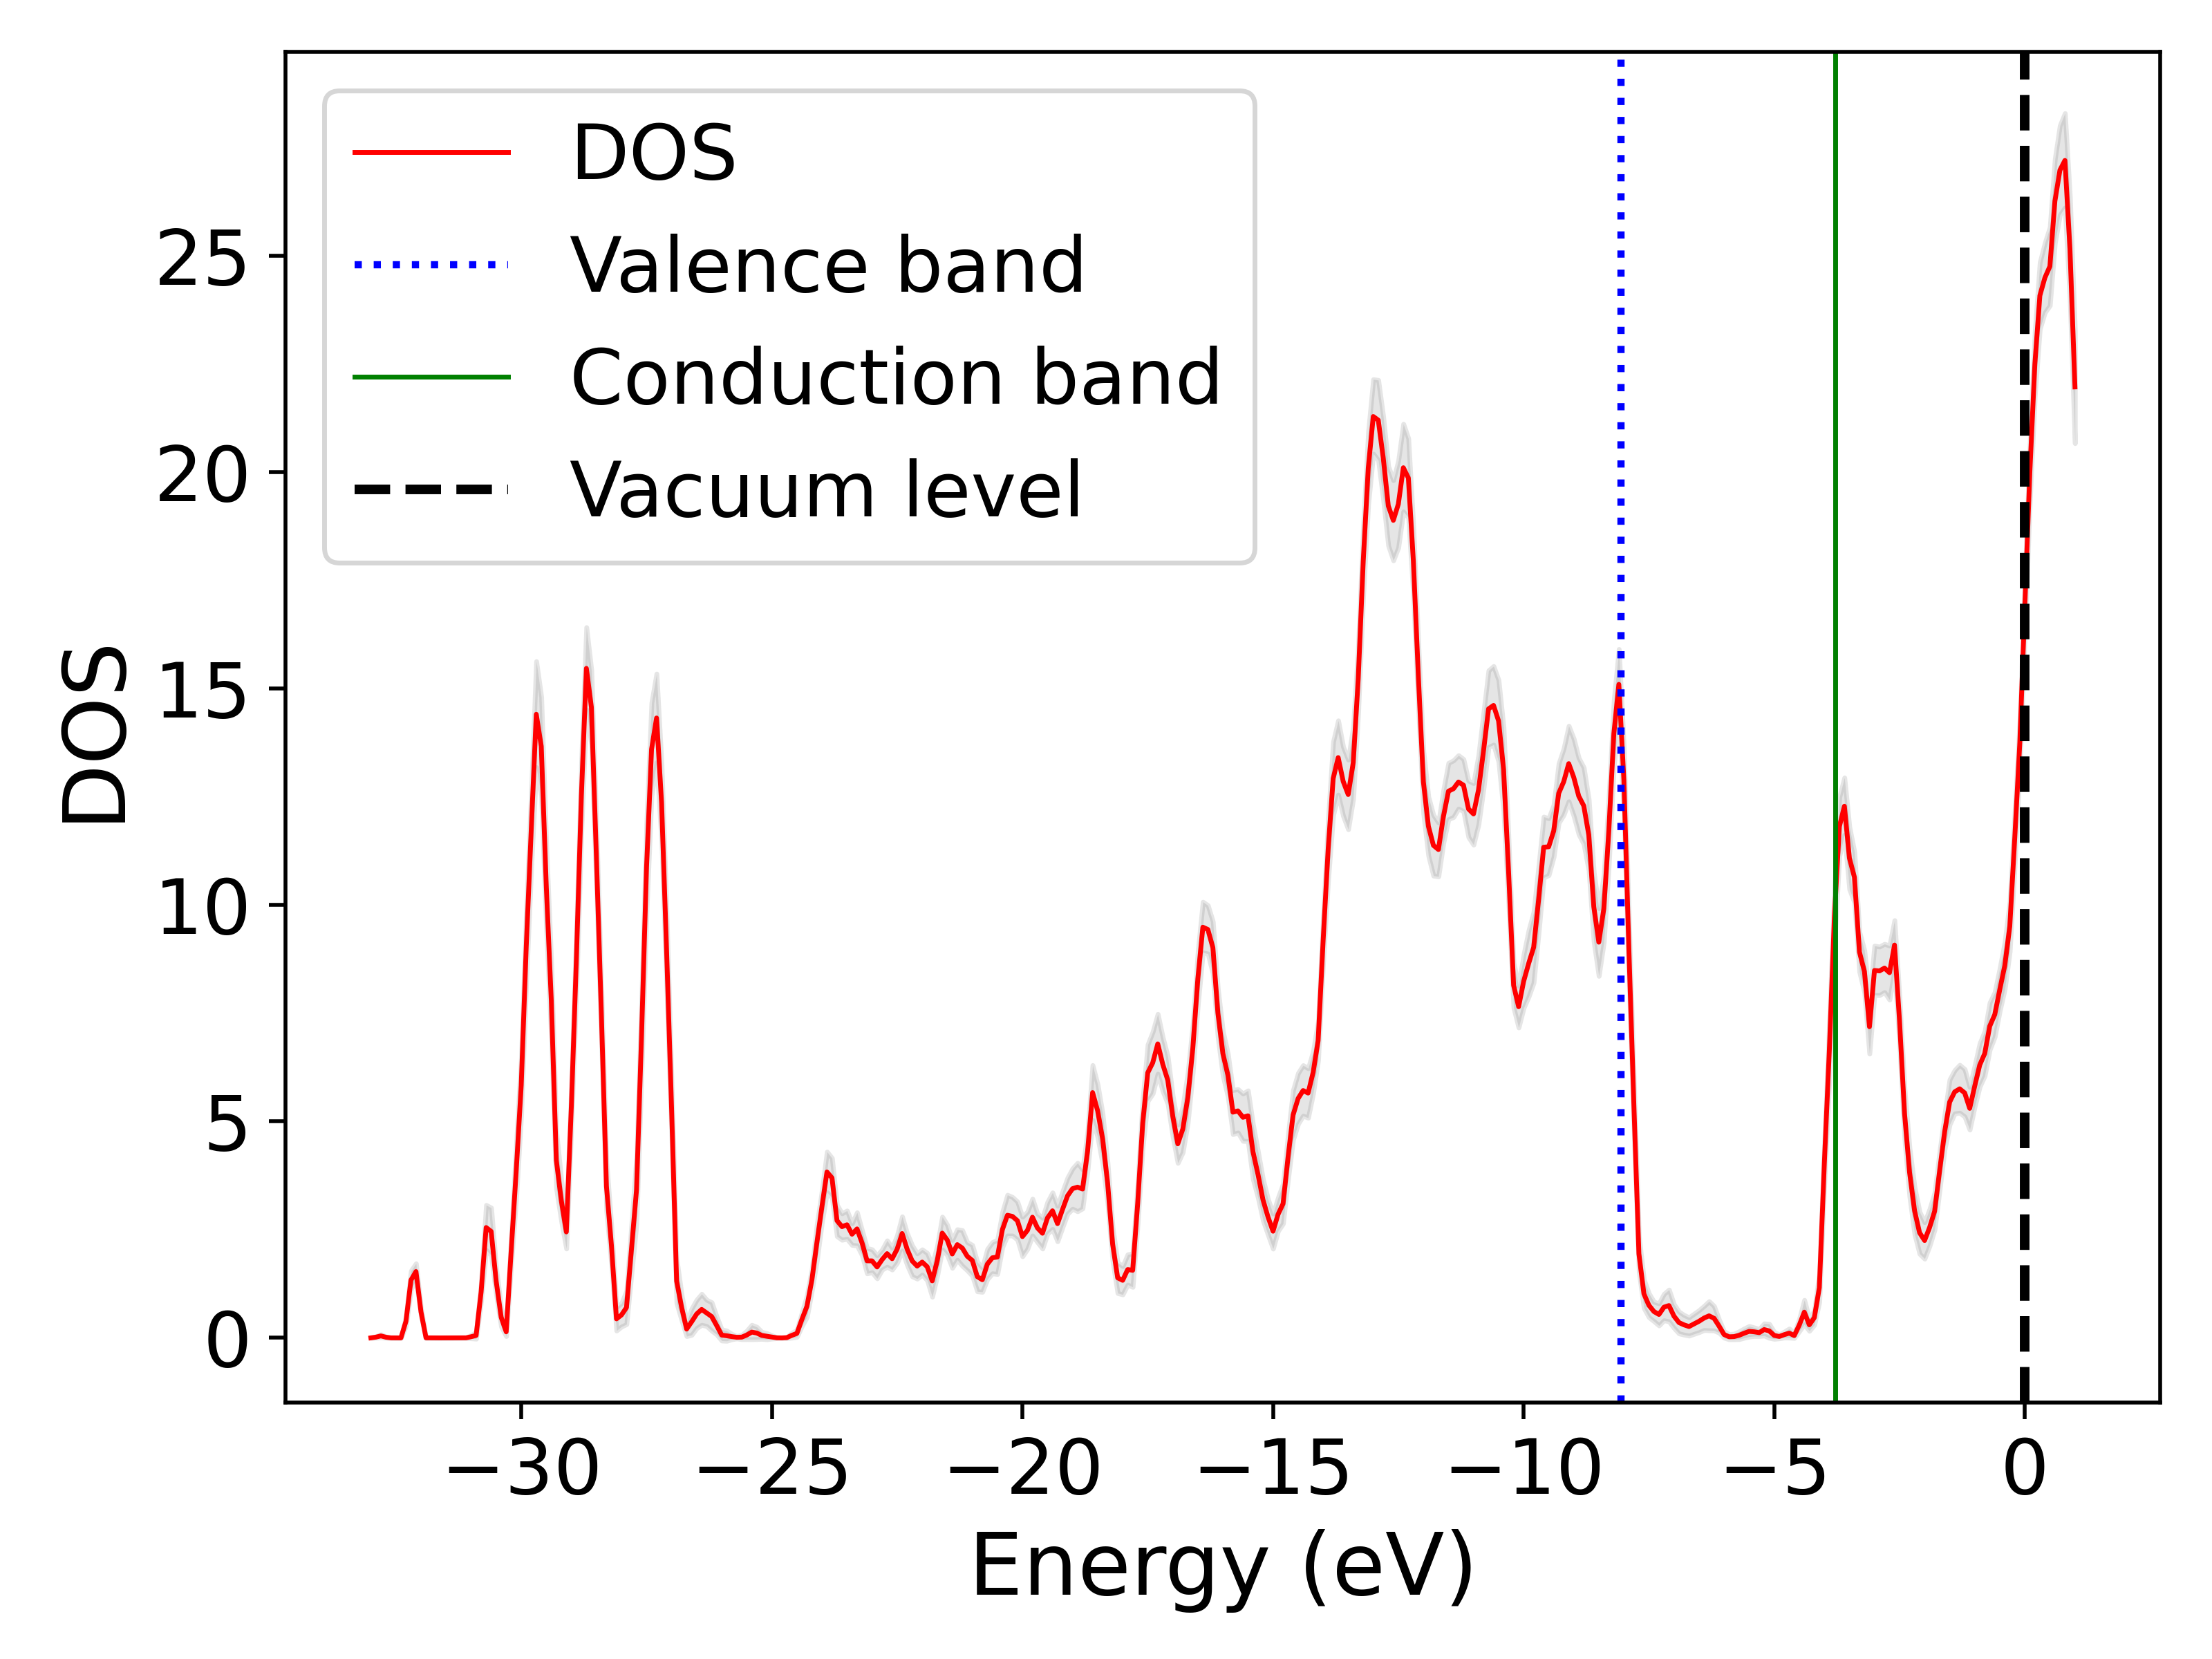 DOS
Valence band
Conduction band
Vacuum level
25
20
15
10
5
0
DOS
−30 −25 −20 −15 −10 −5 0
Energy (eV)